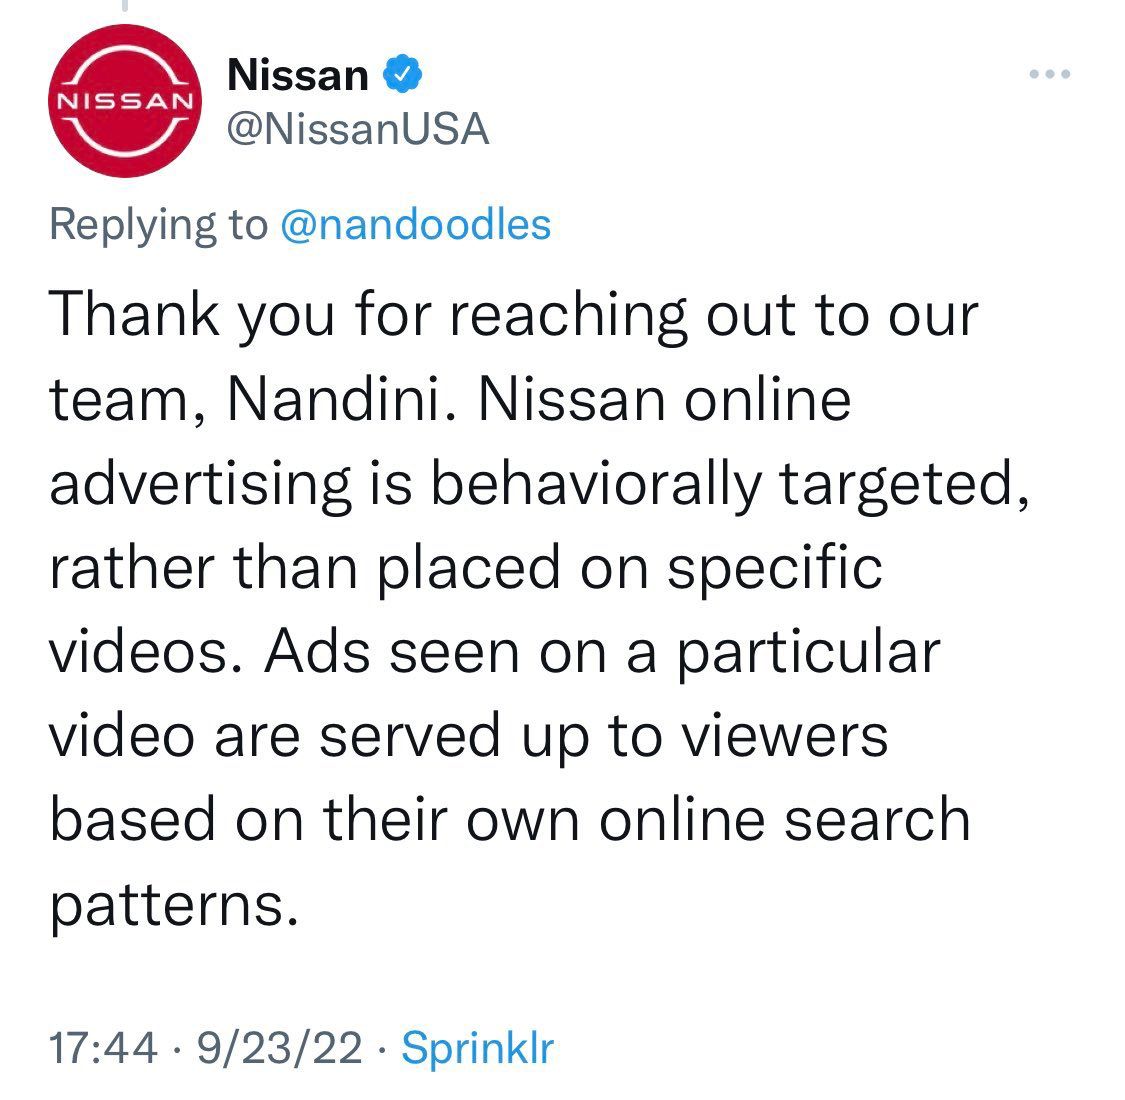 NISSAN
Nissan
@NissanUSA
Replying to @nandoodles
Thank you for reaching out to our
team, Nandini. Nissan online
advertising is behaviorally targeted,
rather than placed on specific
videos. Ads seen on a particular
video are served up to viewers
based on their own online search
patterns.
17:44 · 9/23/22 · Sprinklr